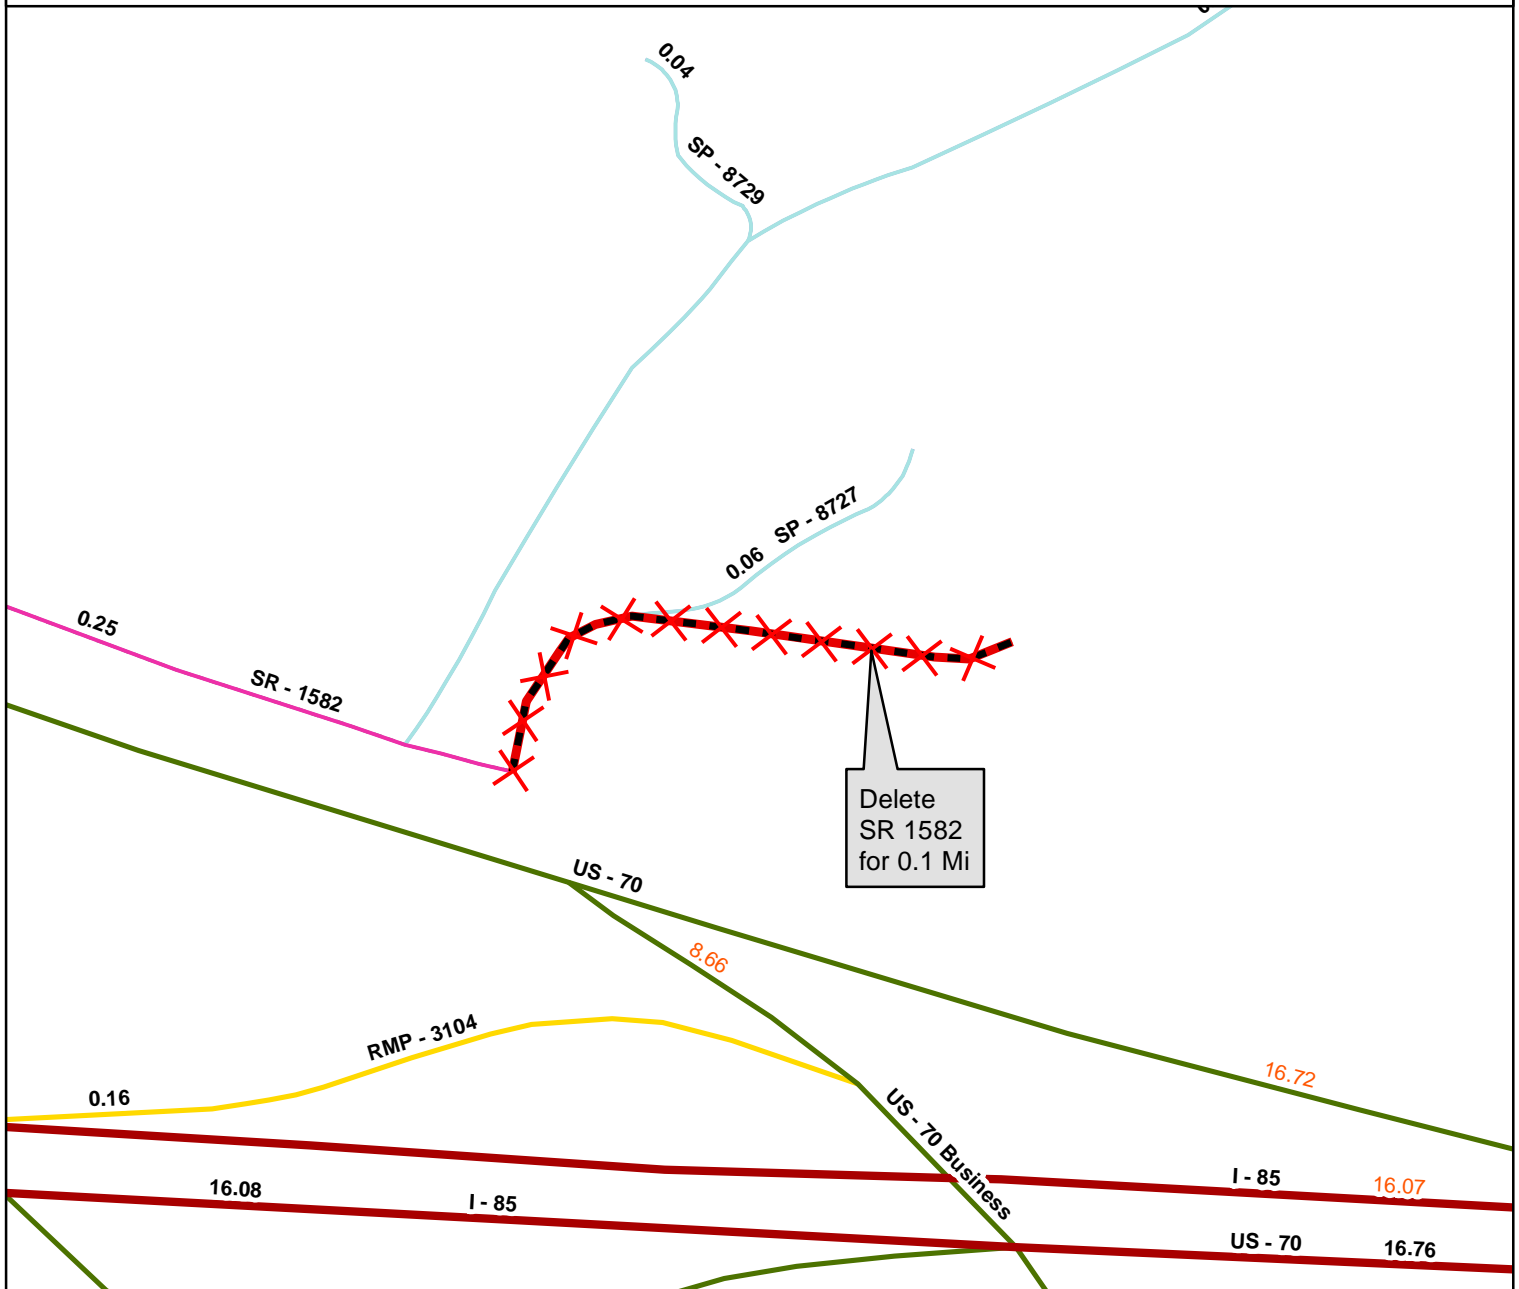 0.04
SP - 8729
SP - 8727
0.06
0.25
SR - 1582
Delete
SR 1582
for 0.1 Mi
US - 70
8.66
RMP - 3104
16.72
0.16
US - 70 Business
I - 85
16.07
16.08
I - 85
US - 70
16.76